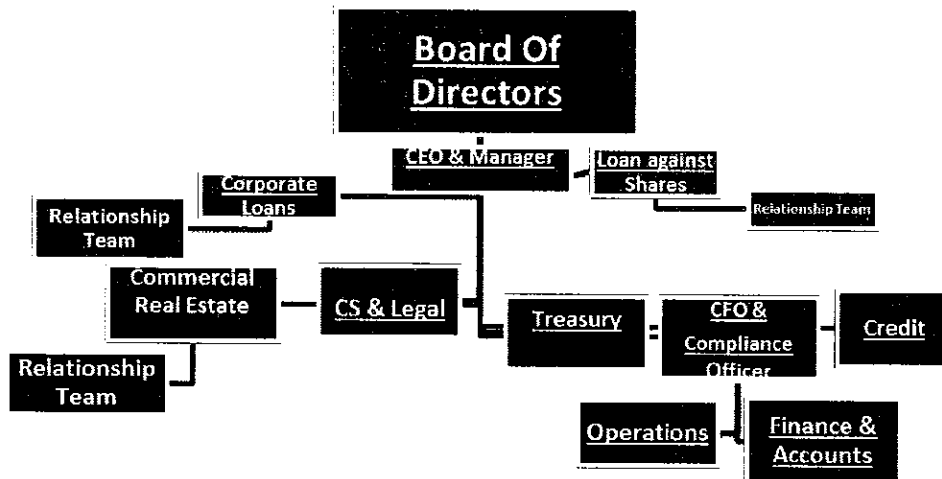 Board Of
Directors
CEO & Manager
Loan against
Shares
Corporate
Loans
Relationship
Team
Relationship Team
Commercial
Real Estate
CS & Legal
Treasury
CFO &
Compliance
Officer
Credit
Relationship
Team
Operations
Finance &
Accounts